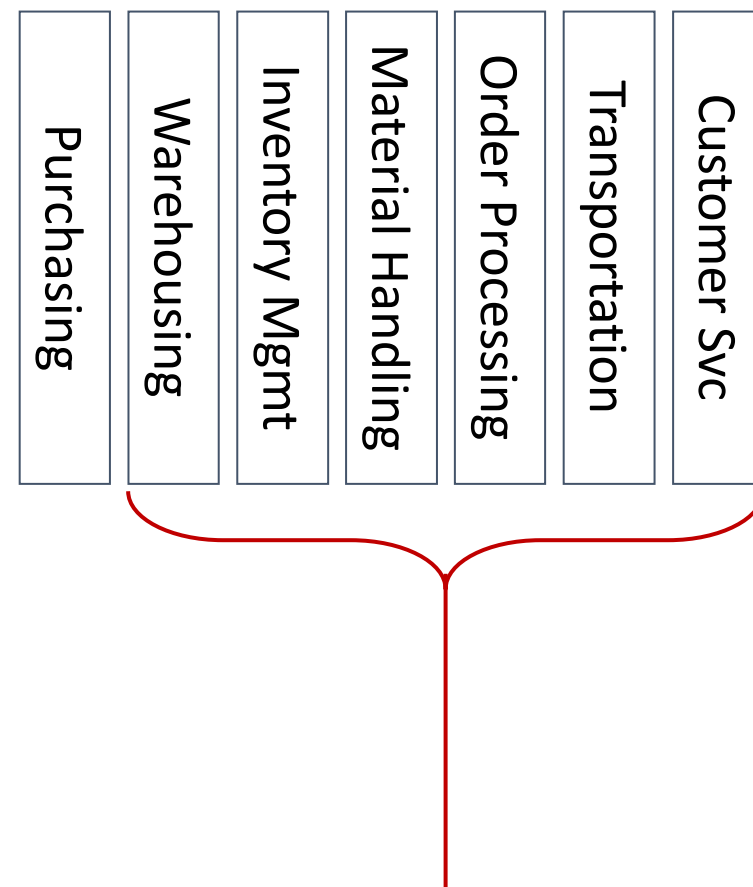 Purchasing
Warehousing
Inventory Mgmt
Material Handling
Order Processing
Transportation
Customer Svc